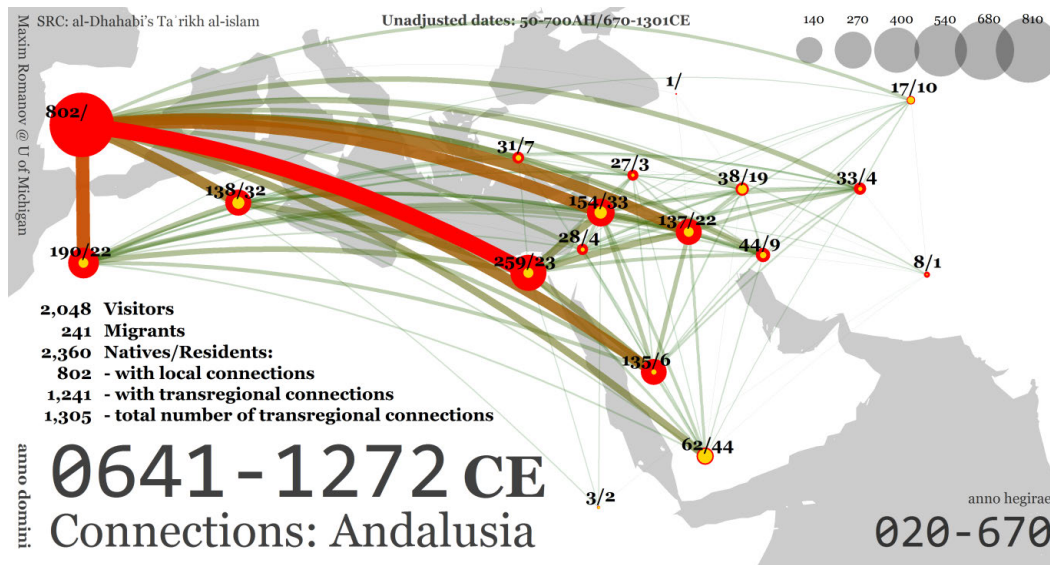 SRC: al-Dhahabi's Taʾrikh al-islam
Unadjusted dates: 50-700AH/670-1301CE
140 270 400 540 680 810
Maxim Romanov @ U of Michigan
802/
1/
17/10
31/7
27/3
38/19
33/4
138/32
154/33
137/22
28/4
44/9
190/22
259/23
8/1
135/6
62/44
3/2
2,048 Visitors
241 Migrants
2,360 Natives/Residents:
802 - with local connections
1,241 - with transregional connections
1,305 - total number of transregional connections
anno domini
0641-1272 CE
Connections: Andalusia
anno hegirae
020-670